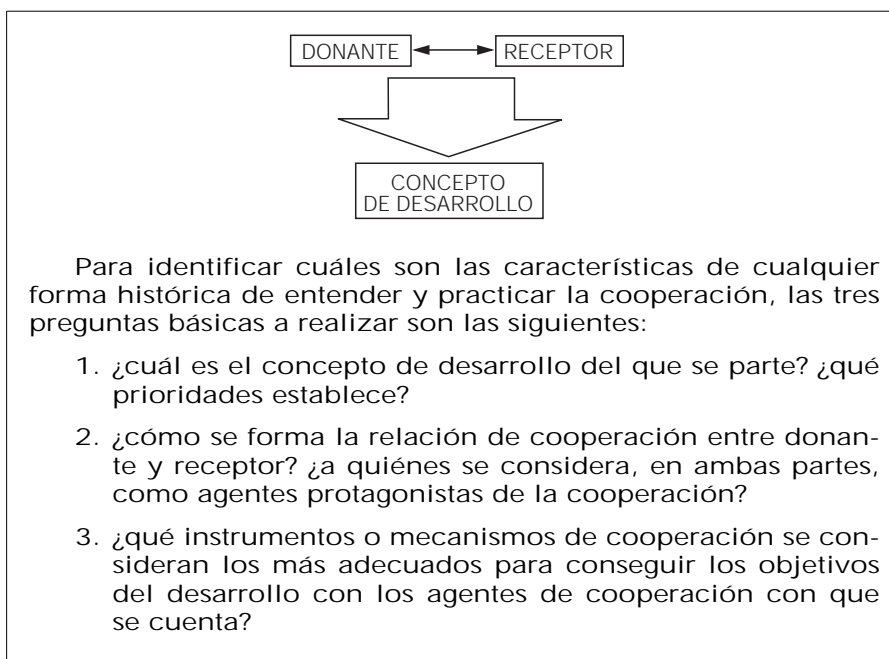 DONANTE RECEPTOR
CONCEPTO
DE DESARROLLO
Para identificar cuáles son las características de cualquier
forma histórica de entender y practicar la cooperación, las tres
preguntas básicas a realizar son las siguientes:
1. ¿cuál es el concepto de desarrollo del que se parte? ¿qué
prioridades establece?
2. ¿cómo se forma la relación de cooperación entre donan-
te y receptor? ¿a quiénes se considera, en ambas partes,
como agentes protagonistas de la cooperación?
3. ¿qué instrumentos o mecanismos de cooperación se con-
sideran los más adecuados para conseguir los objetivos
del desarrollo con los agentes de cooperación con que
se cuenta?